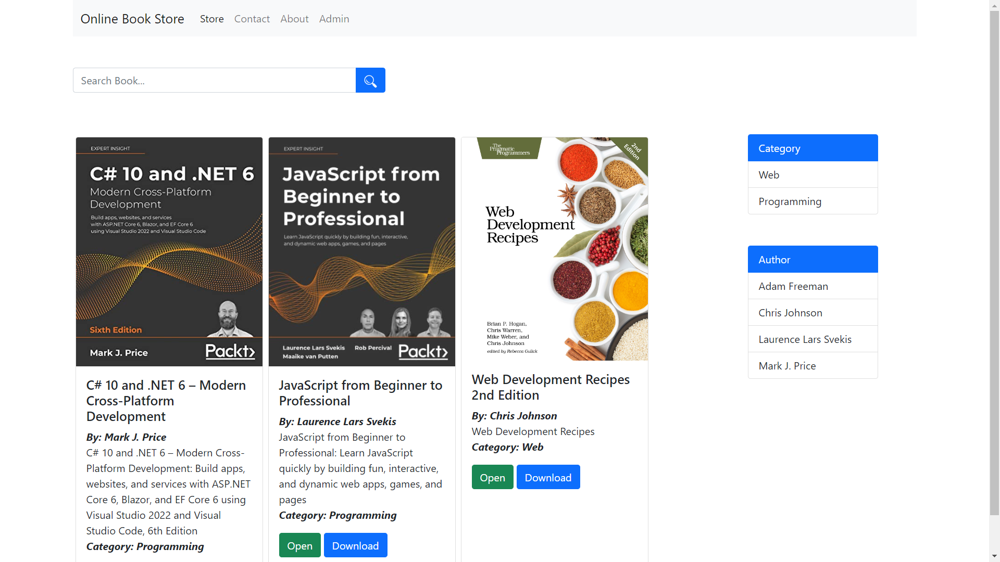 Online Book Store
Store
Contact
About
Admin
Search Book...
EXPERT INSIGHT
C# 10 and .NET 6
Modern Cross-Platform
Development
Build apps, websites, and services
with ASP.NET Core 6, Blazor, and EF Core 6
using Visual Studio 2022 and Visual Studio Code
Sixth Edition
Mark J. Price
Packt>
C# 10 and .NET 6 – Modern
Cross-Platform
Development
By: Mark J. Price
C# 10 and .NET 6 – Modern Cross-
Platform Development: Build apps,
websites, and services with ASP.NET
Core 6, Blazor, and EF Core 6 using
Visual Studio 2022 and Visual
Studio Code, 6th Edition
Category: Programming
EXPERT INSIGHT
JavaScript from
Beginner to
Professional
Learn JavaScript quickly by building fun, interactive,
and dynamic web apps, games, and pages
Laurence Lars Svekis
Rob Percival
Maaike van Putten
Packt>
JavaScript from Beginner to
Professional
By: Laurence Lars Svekis
JavaScript from Beginner to
Professional: Learn JavaScript
quickly by building fun, interactive,
and dynamic web apps, games, and
pages
Category: Programming
Open
Download
The
Pragmatic
Programmers
2nd
Edition
Web
Development
Recipes
Brian P. Hogan,
Chris Warren,
Mike Weber, and
Chris Johnson
edited by Rebecca Gulick
Web Development Recipes
2nd Edition
By: Chris Johnson
Web Development Recipes
Category: Web
Open
Download
Category
Web
Programming
Author
Adam Freeman
Chris Johnson
Laurence Lars Svekis
Mark J. Price